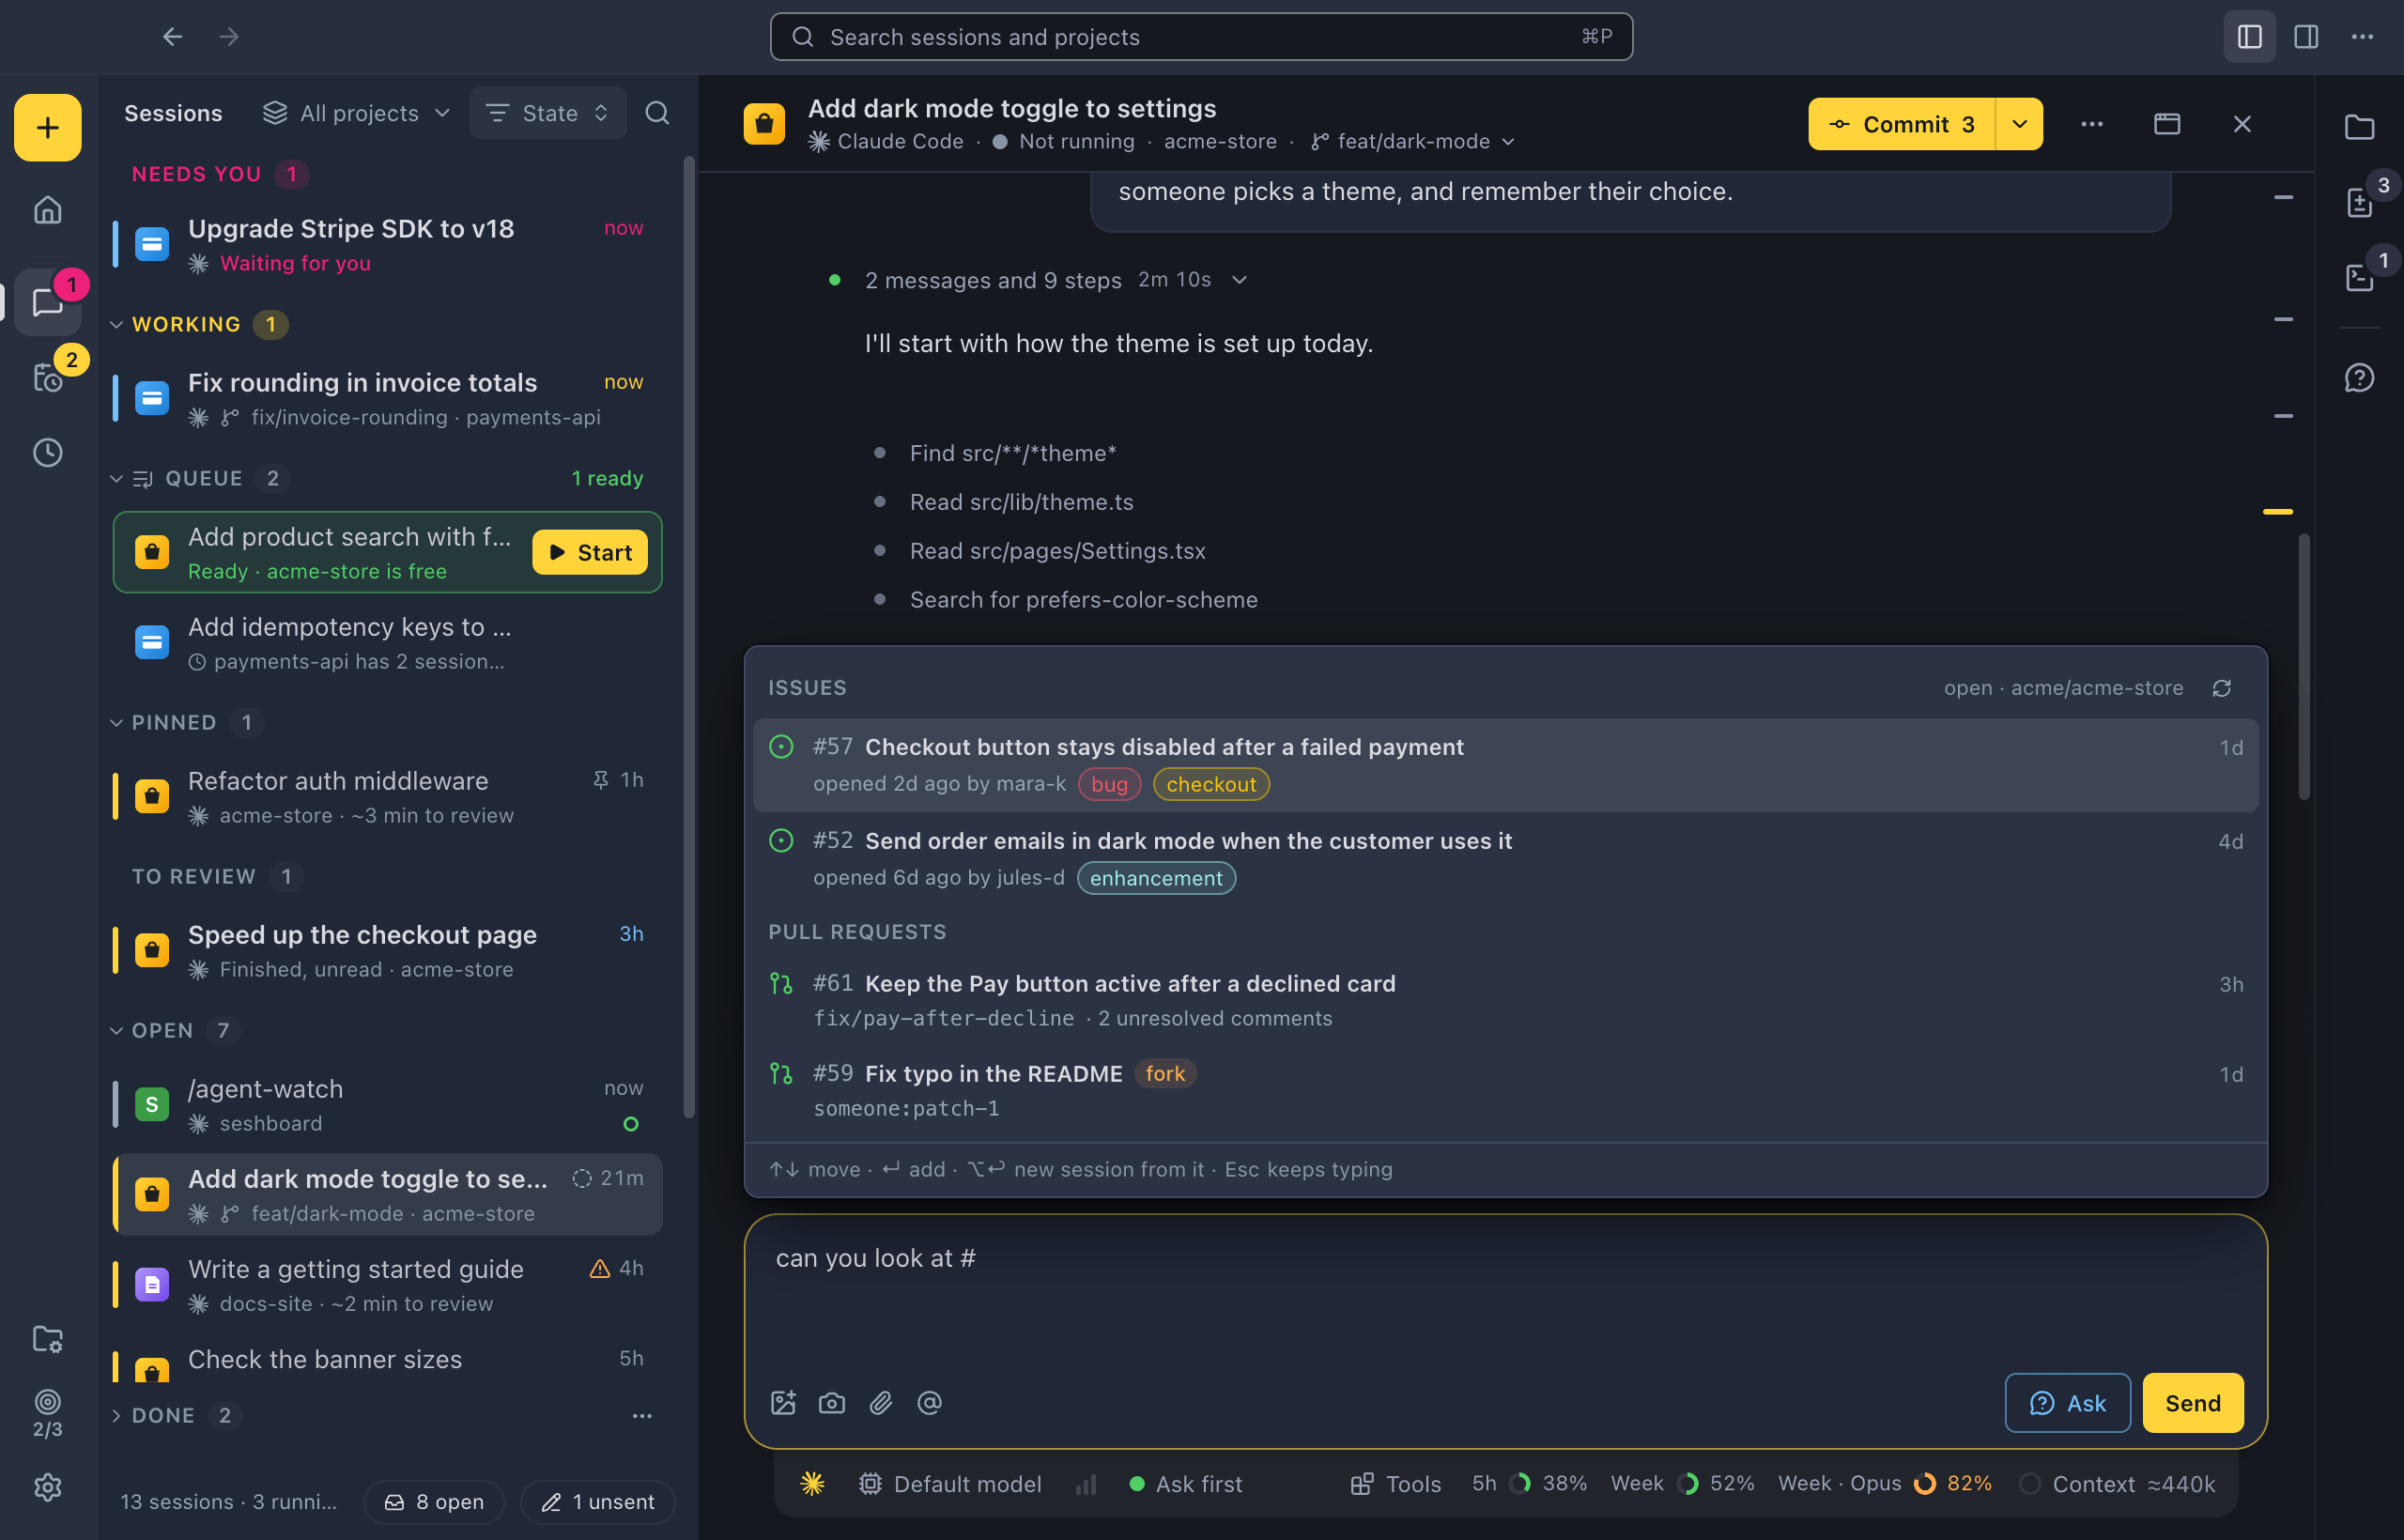 Search sessions and projects ⌘P
Sessions All projects State
NEEDS YOU 1
Upgrade Stripe SDK to v18 now
Waiting for you
1
WORKING 1
2
Fix rounding in invoice totals now
fix/invoice-rounding · payments-api
QUEUE 2 1 ready
Add product search with f...
Ready · acme-store is free
Start
Add idempotency keys to ...
payments-api has 2 session...
PINNED 1
Refactor auth middleware 1h
acme-store · ~3 min to review
TO REVIEW 1
Speed up the checkout page 3h
Finished, unread · acme-store
OPEN 7
S
/agent-watch now
seshboard
Add dark mode toggle to se... 21m
feat/dark-mode · acme-store
Write a getting started guide 4h
docs-site · ~2 min to review
Check the banner sizes 5h
DONE 2
2/3
13 sessions · 3 runni... 8 open 1 unsent
Add dark mode toggle to settings
Claude Code · Not running · acme-store · feat/dark-mode
Commit 3
someone picks a theme, and remember their choice.
2 messages and 9 steps 2m 10s
I'll start with how the theme is set up today.
Find src/**/*theme*
Read src/lib/theme.ts
Read src/pages/Settings.tsx
Search for prefers-color-scheme
ISSUES open · acme/acme-store
#57 Checkout button stays disabled after a failed payment 1d
opened 2d ago by mara-k bug checkout
#52 Send order emails in dark mode when the customer uses it 4d
opened 6d ago by jules-d enhancement
PULL REQUESTS
#61 Keep the Pay button active after a declined card 3h
fix/pay-after-decline · 2 unresolved comments
#59 Fix typo in the README fork 1d
someone:patch-1
↑↓ move · ↵ add · ⌥↩ new session from it · Esc keeps typing
can you look at #
Ask Send
Default model Ask first Tools 5h 38% Week 52% Week · Opus 82% Context ≈440k
3
1